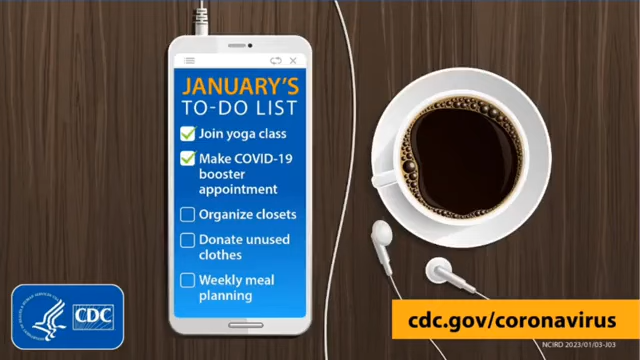 JANUARY'S
TO-DO LIST
Join yoga class
Make COVID-19
booster
appointment
Organize closets
Donate unused
clothes
Weekly meal
planning
CDC
cdc.gov/coronavirus
NCIRD 2023/01/03-J03